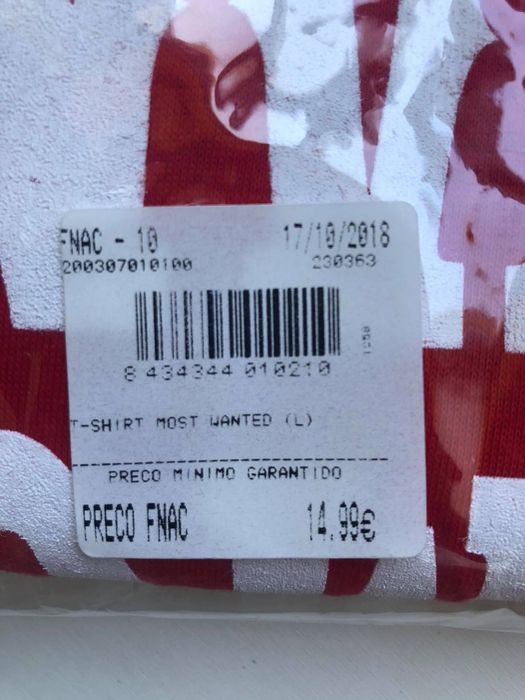 FNAC - 10 17/10/2018
200307010100 230363
1258
8 434344 010210
T-SHIRT MOST WANTED (L)
PRECO MINIMO GARANTIDO
PRECO FNAC 14.99€